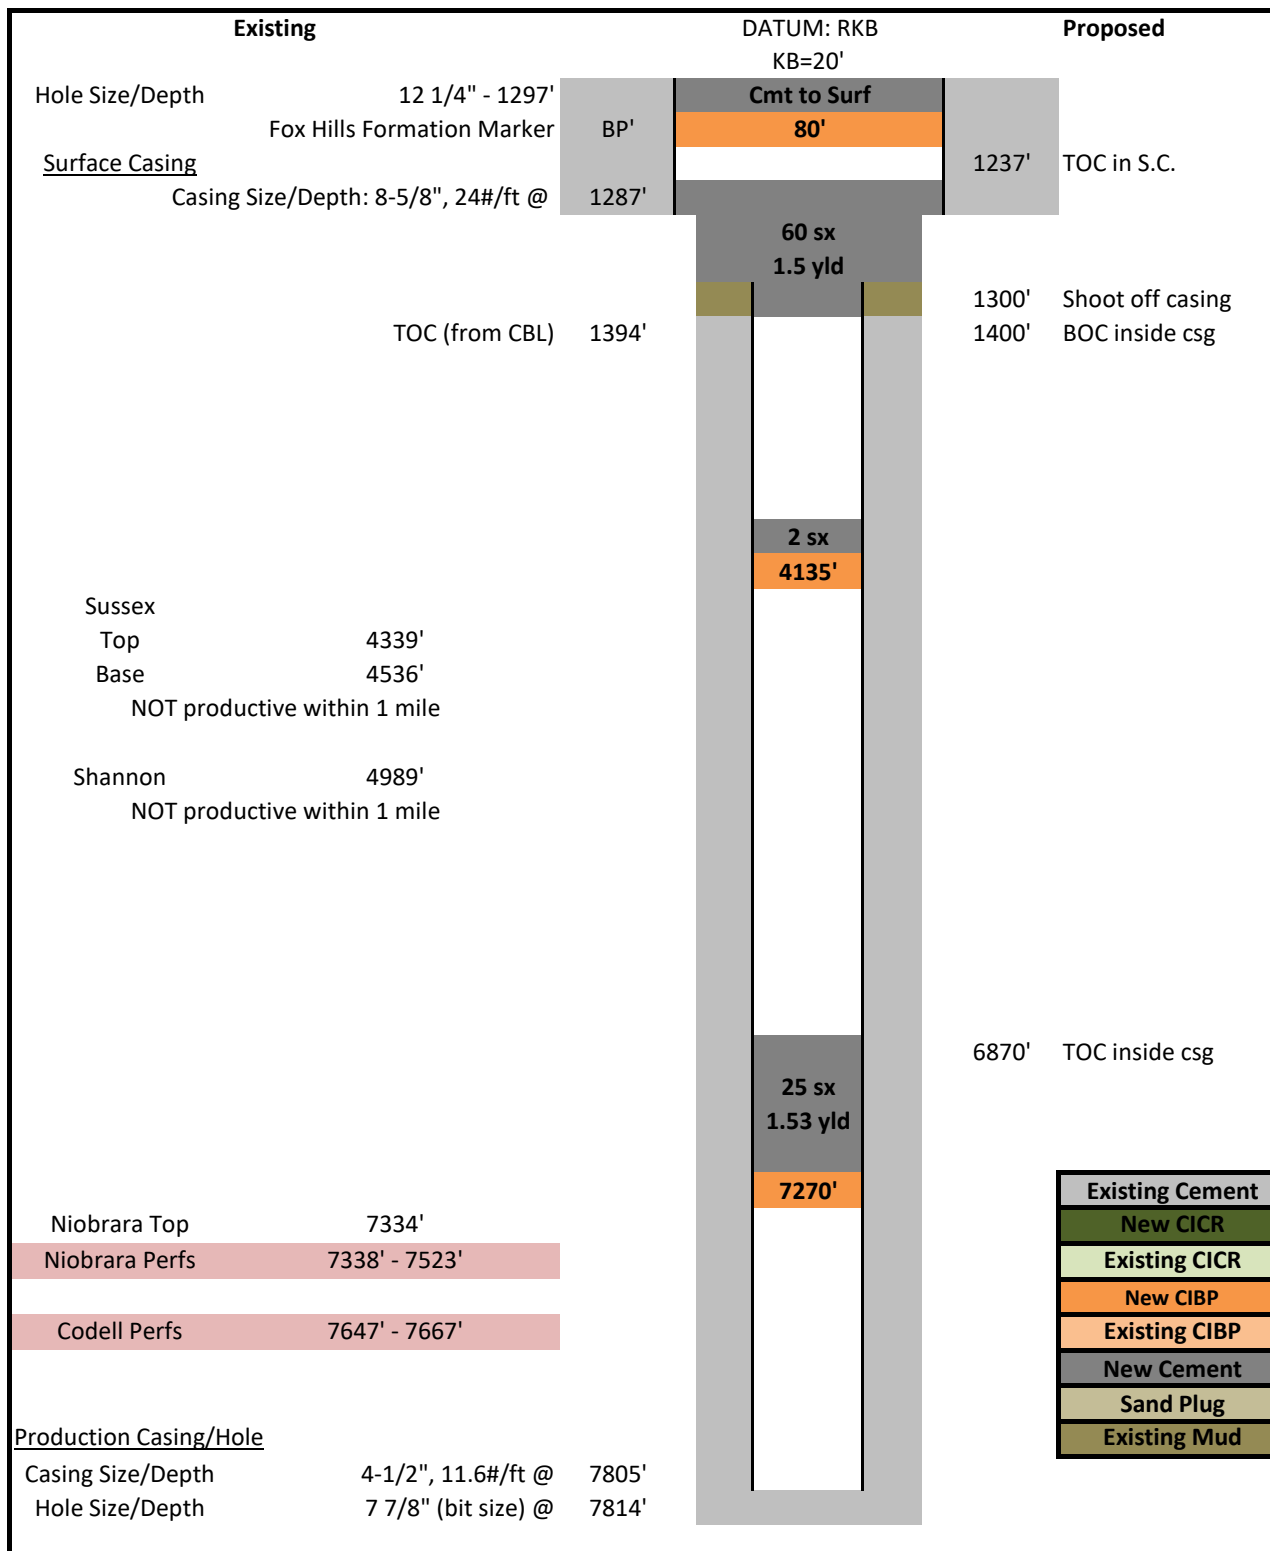 Existing DATUM: RKB Proposed
KB=20'
Hole Size/Depth 12 1/4" - 1297' Cmt to Surf
Fox Hills Formation Marker BP' 80'
Surface Casing 1237' TOC in S.C.
Casing Size/Depth: 8-5/8", 24#/ft @ 1287'
60 sx
1.5 yld
1300' Shoot off casing
TOC (from CBL) 1394' 1400' BOC inside csg
2 sx
4135'
Sussex
Top 4339'
Base 4536'
NOT productive within 1 mile
Shannon 4989'
NOT productive within 1 mile
6870' TOC inside csg
25 sx
1.53 yld
7270' Existing Cement
Niobrara Top 7334' New CICR
Niobrara Perfs 7338' - 7523' Existing CICR
New CIBP
Codell Perfs 7647' - 7667' Existing CIBP
New Cement
Sand Plug
Production Casing/Hole Existing Mud
Casing Size/Depth 4-1/2", 11.6#/ft @ 7805'
Hole Size/Depth 7 7/8" (bit size) @ 7814'